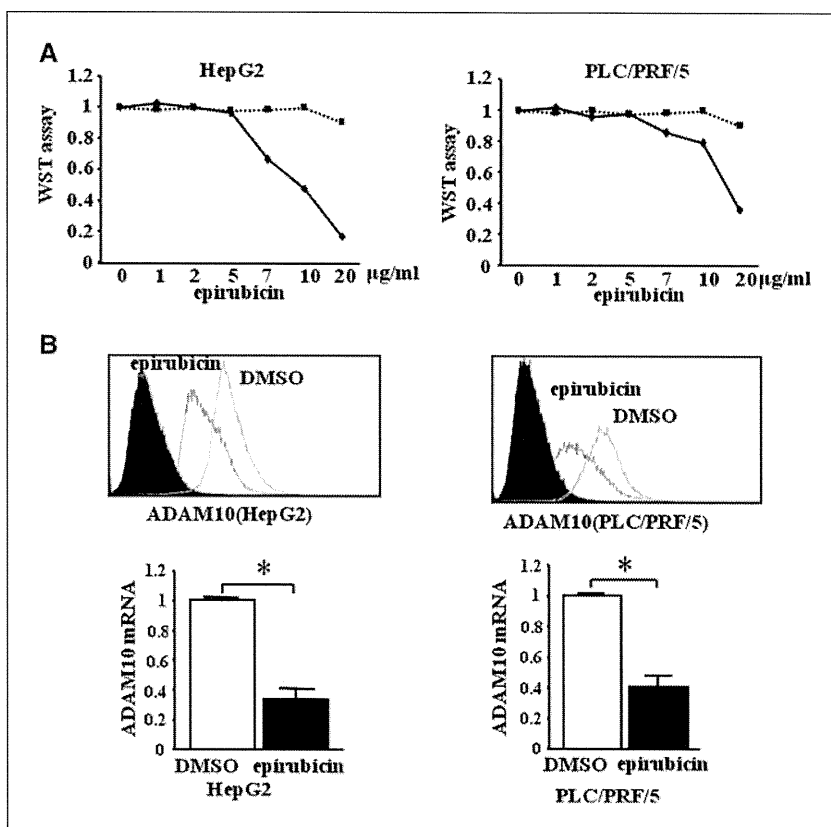 A
HepG2
WST assay
1.2
1
0.8
0.6
0.4
0.2
0
0 1 2 5 7 10 20 μg/ml
epirubicin
PLC/PRF/5
WST assay
1.2
1
0.8
0.6
0.4
0.2
0
0 1 2 5 7 10 20 μg/ml
epirubicin
B
epirubicin
DMSO
ADAM10(HepG2)
epirubicin
DMSO
ADAM10(PLC/PRF/5)
ADAM10 mRNA
1.2
1
0.8
0.6
0.4
0.2
0
*
DMSO epirubicin
HepG2
ADAM10 mRNA
1.2
1
0.8
0.6
0.4
0.2
0
*
DMSO epirubicin
PLC/PRF/5